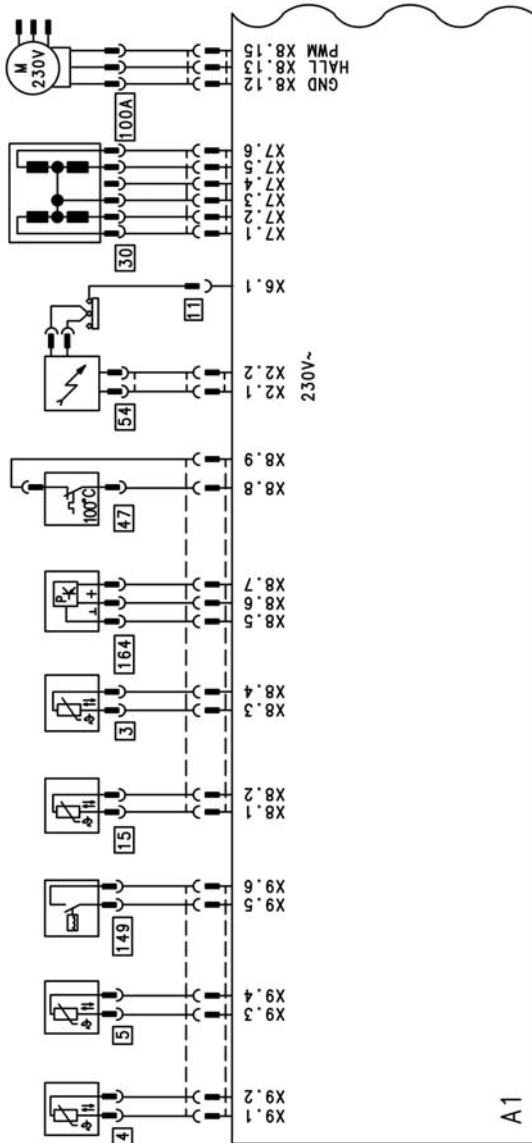 M
230V
PWM X8.15
HALL X8.13
GND X8.12
100A
X7.6
X7.5
X7.4
X7.3
X7.2
X7.1
30
X6.1
11
X2.2
X2.1
230V~
54
X8.9
X8.8
100°C
47
X8.7
X8.6
X8.5
P
+
⊥
164
X8.4
X8.3
3
X8.2
X8.1
15
X9.6
X9.5
149
X9.4
X9.3
5
X9.2
X9.1
4
A1